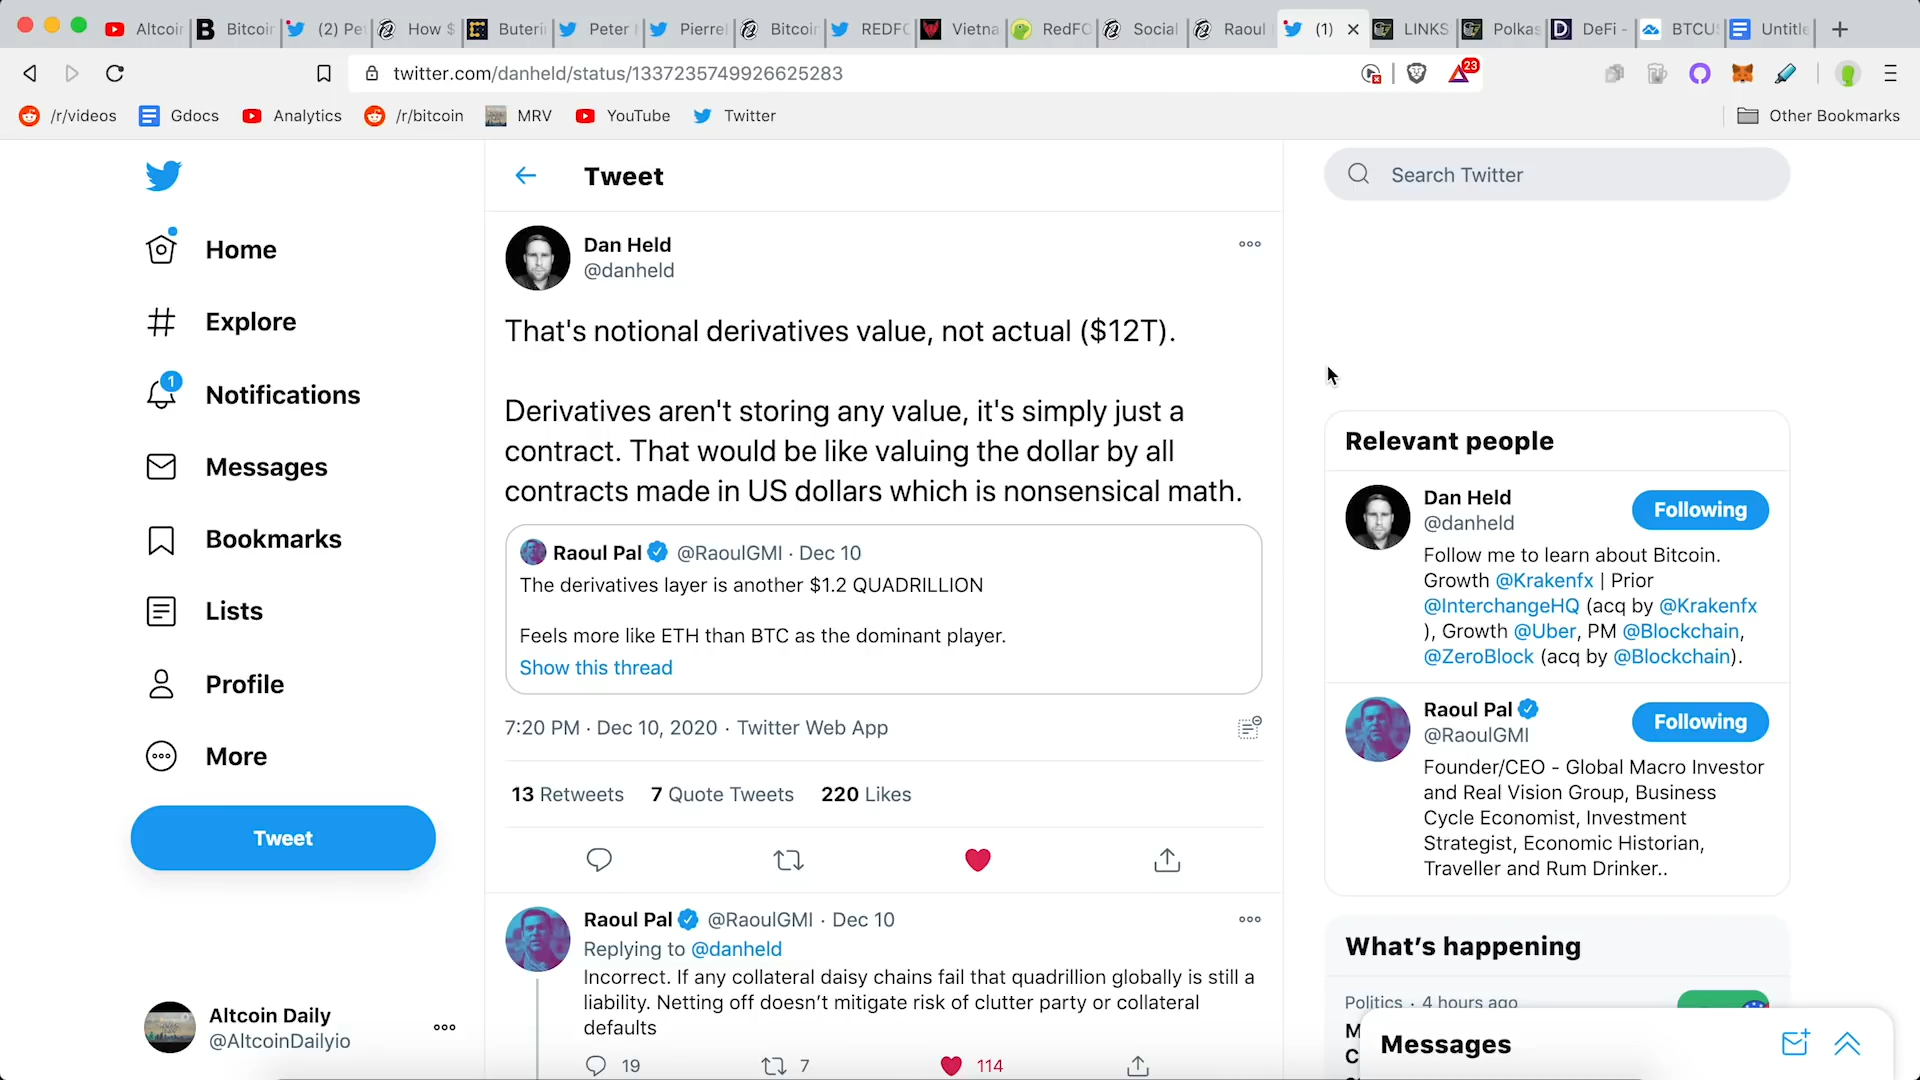 Altcoin
Bitcoin
(2) Pe
How $
Buterin
Peter
Pierre
Bitcoin
REDFO
Vietna
RedFO
Social
Raoul
(1)
LINKS
Polkas
DeFi -
BTCUS
Untitle
twitter.com/danheld/status/1337235749926625283
23
/r/videos
Gdocs
Analytics
/r/bitcoin
MRV
YouTube
Twitter
Other Bookmarks
Home
Explore
1
Notifications
Messages
Bookmarks
Lists
Profile
More
Tweet
Altcoin Daily
@AltcoinDailyio
Tweet
Dan Held
@danheld
That's notional derivatives value, not actual ($12T).
Derivatives aren't storing any value, it's simply just a
contract. That would be like valuing the dollar by all
contracts made in US dollars which is nonsensical math.
Raoul Pal @RaoulGMI · Dec 10
The derivatives layer is another $1.2 QUADRILLION
Feels more like ETH than BTC as the dominant player.
Show this thread
7:20 PM · Dec 10, 2020 · Twitter Web App
13 Retweets 7 Quote Tweets 220 Likes
Raoul Pal @RaoulGMI · Dec 10
Replying to @danheld
Incorrect. If any collateral daisy chains fail that quadrillion globally is still a
liability. Netting off doesn't mitigate risk of clutter party or collateral
defaults
19 7 114
Search Twitter
Relevant people
Dan Held
@danheld
Following
Follow me to learn about Bitcoin.
Growth @Krakenfx | Prior
@InterchangeHQ (acq by @Krakenfx
), Growth @Uber, PM @Blockchain,
@ZeroBlock (acq by @Blockchain).
Raoul Pal
@RaoulGMI
Following
Founder/CEO - Global Macro Investor
and Real Vision Group, Business
Cycle Economist, Investment
Strategist, Economic Historian,
Traveller and Rum Drinker..
What's happening
Politics · 4 hours ago
Messages